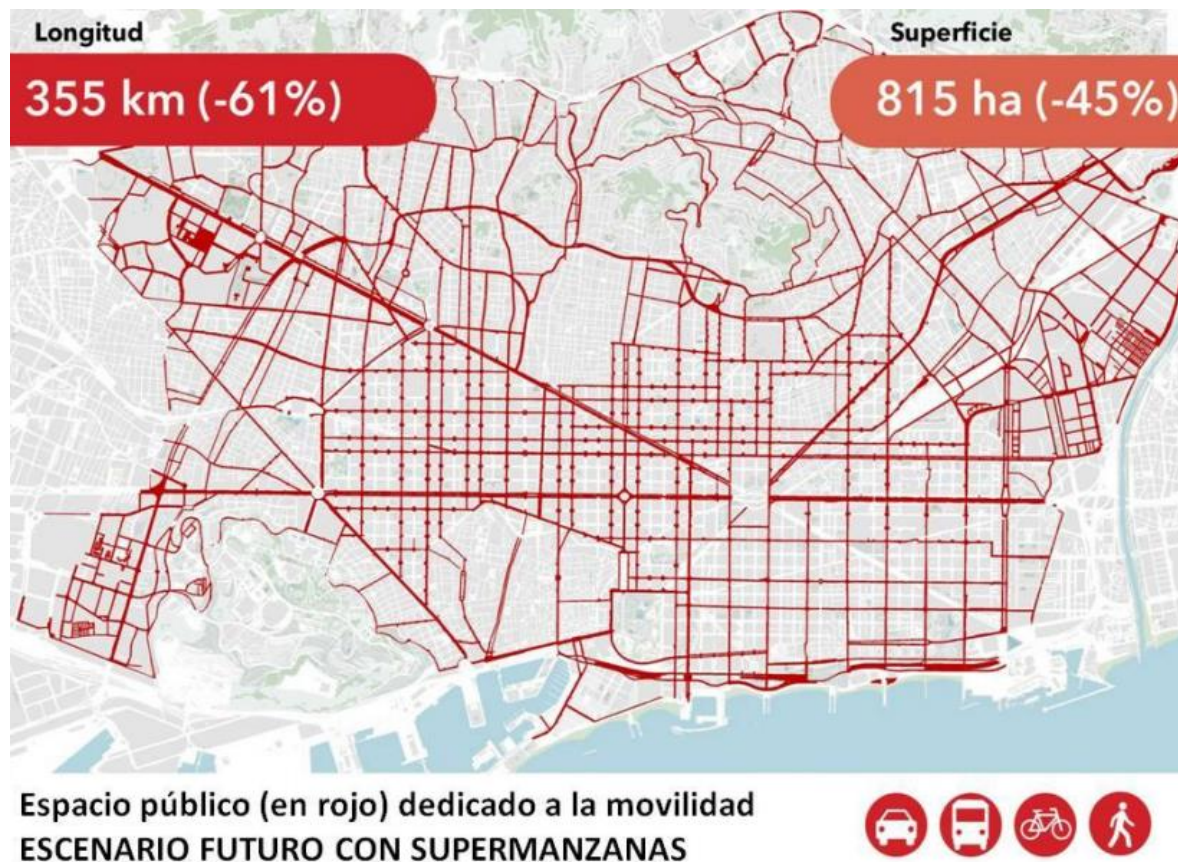 Longitud
355 km (-61%)
Superficie
815 ha (-45%)
Espacio público (en rojo) dedicado a la movilidad
ESCENARIO FUTURO CON SUPERMANZANAS